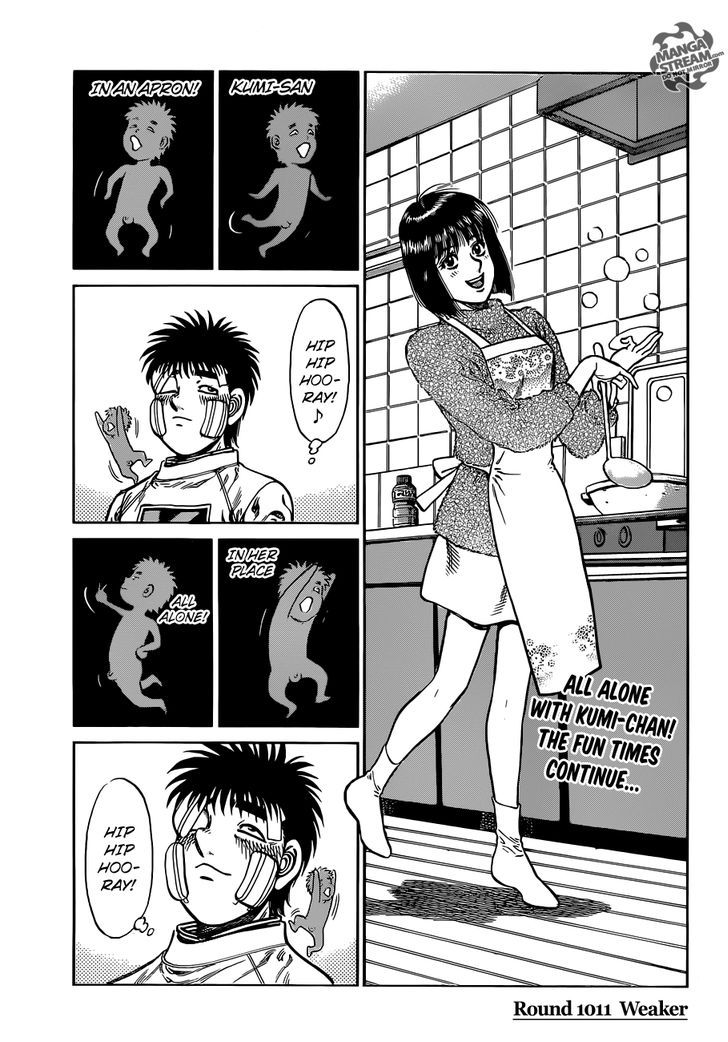 MANGA
STREAM.com
DO NOT MIRROR!
KUMI-SAN
IN AN APRON!
HIP
HIP
HOO-
RAY!
♪
IN HER
PLACE
ALL
ALONE!
HIP
HIP
HOO-
RAY!
ALL ALONE
WITH KUMI-CHAN!
THE FUN TIMES
CONTINUE...
Round 1011 Weaker